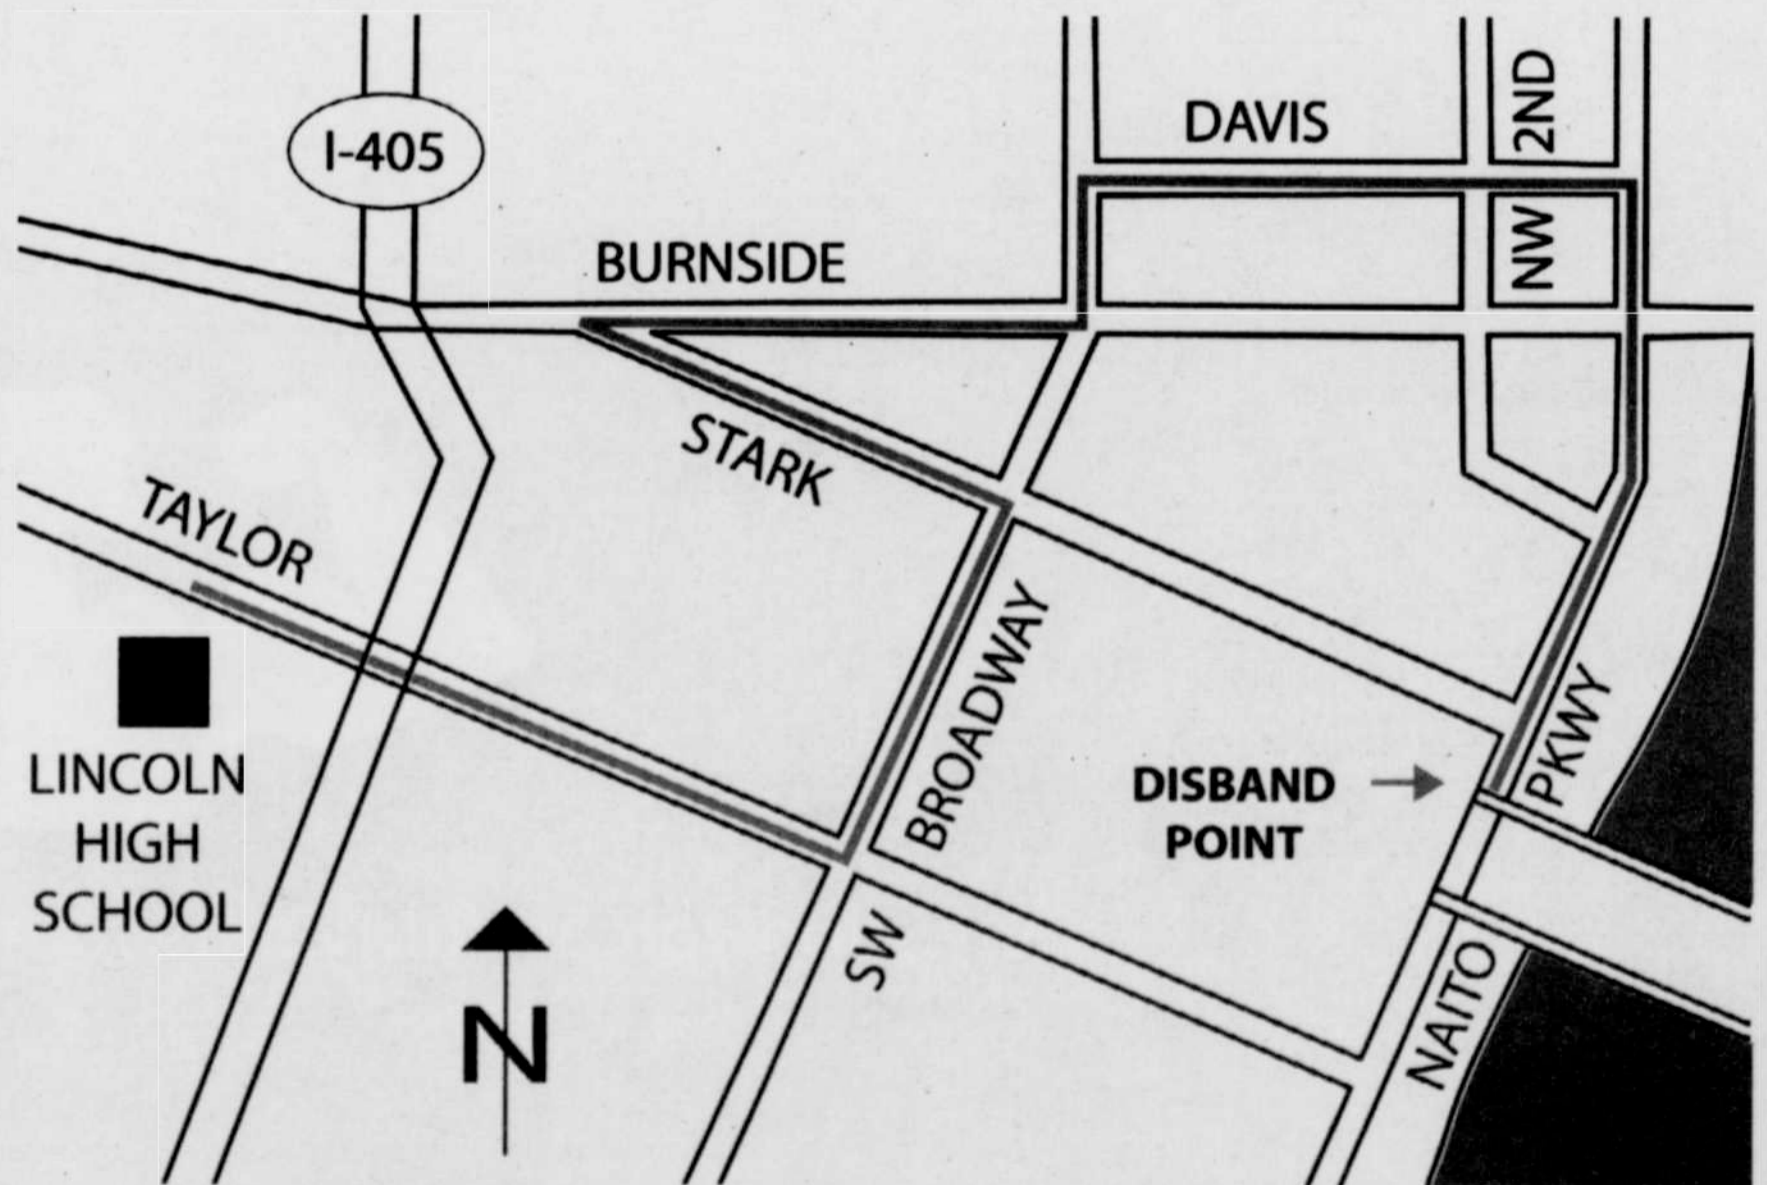 I-405
DAVIS
2ND
NW
BURNSIDE
STARK
TAYLOR
LINCOLN
HIGH
SCHOOL
BROADWAY
SW
DISBAND
POINT
PKWY
NAITO
N